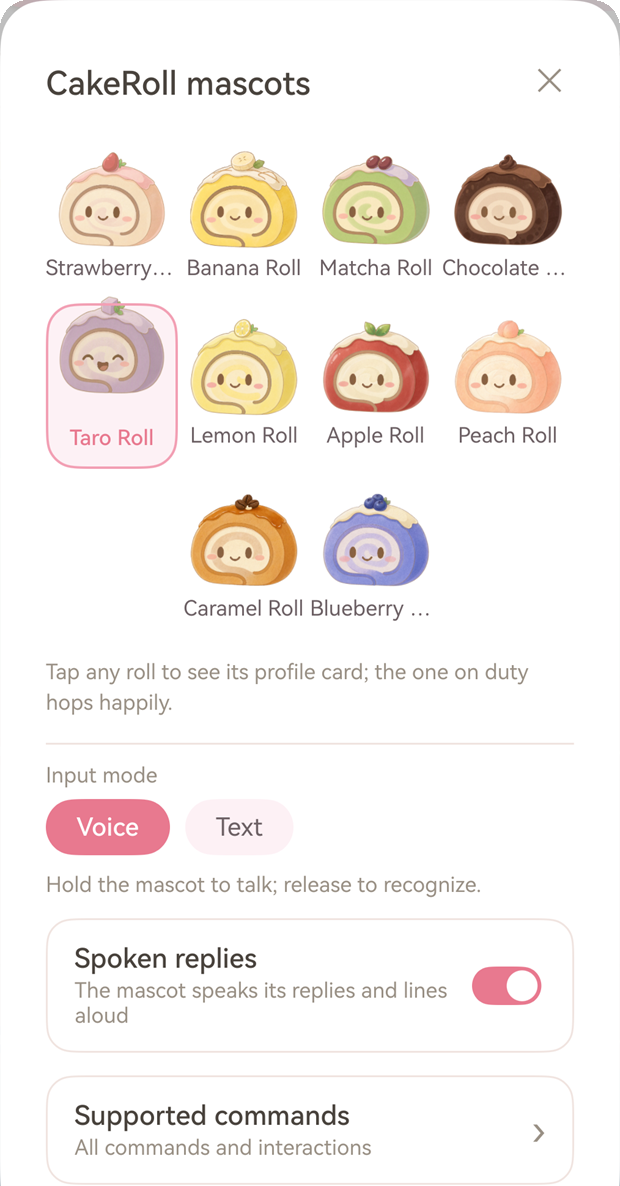 CakeRoll mascots
Strawberry…
Banana Roll
Matcha Roll
Chocolate …
Taro Roll
Lemon Roll
Apple Roll
Peach Roll
Caramel Roll
Blueberry …
Tap any roll to see its profile card; the one on duty
hops happily.
Input mode
Voice
Text
Hold the mascot to talk; release to recognize.
Spoken replies
The mascot speaks its replies and lines
aloud
Supported commands
All commands and interactions